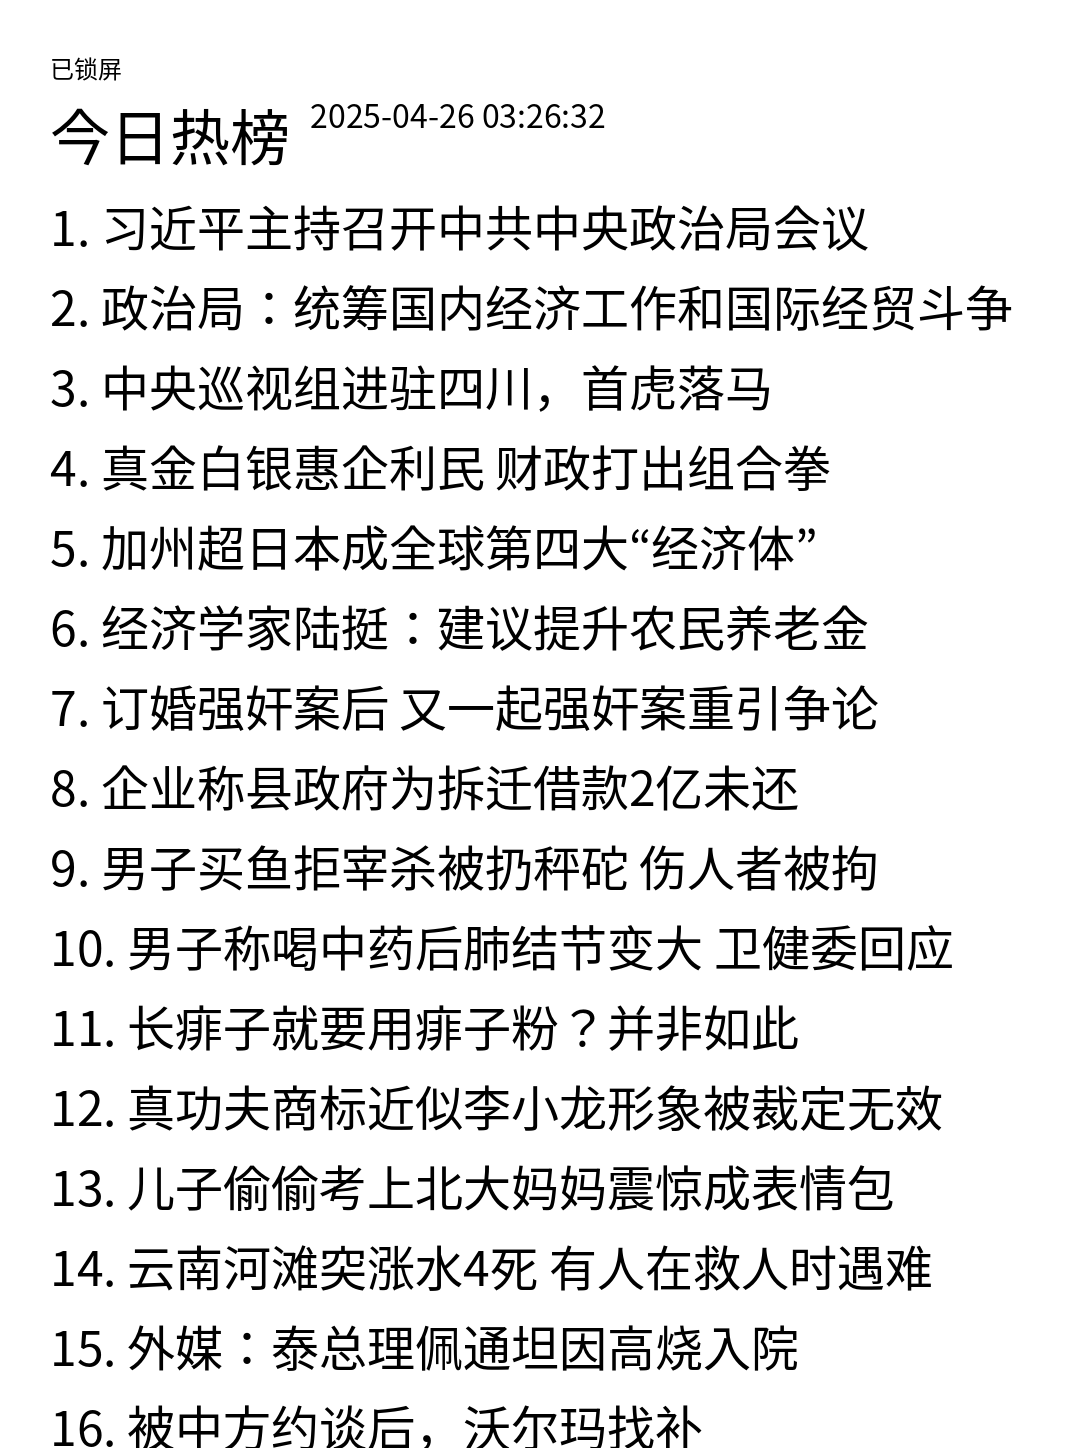 已锁屏
今日热榜 2025-04-26 03:26:32
1. 习近平主持召开中共中央政治局会议
2. 政治局：统筹国内经济工作和国际经贸斗争
3. 中央巡视组进驻四川，首虎落马
4. 真金白银惠企利民 财政打出组合拳
5. 加州超日本成全球第四大“经济体”
6. 经济学家陆挺：建议提升农民养老金
7. 订婚强奸案后 又一起强奸案重引争论
8. 企业称县政府为拆迁借款2亿未还
9. 男子买鱼拒宰杀被扔秤砣 伤人者被拘
10. 男子称喝中药后肺结节变大 卫健委回应
11. 长痱子就要用痱子粉？并非如此
12. 真功夫商标近似李小龙形象被裁定无效
13. 儿子偷偷考上北大妈妈震惊成表情包
14. 云南河滩突涨水4死 有人在救人时遇难
15. 外媒：泰总理佩通坦因高烧入院
16. 被中方约谈后，沃尔玛找补